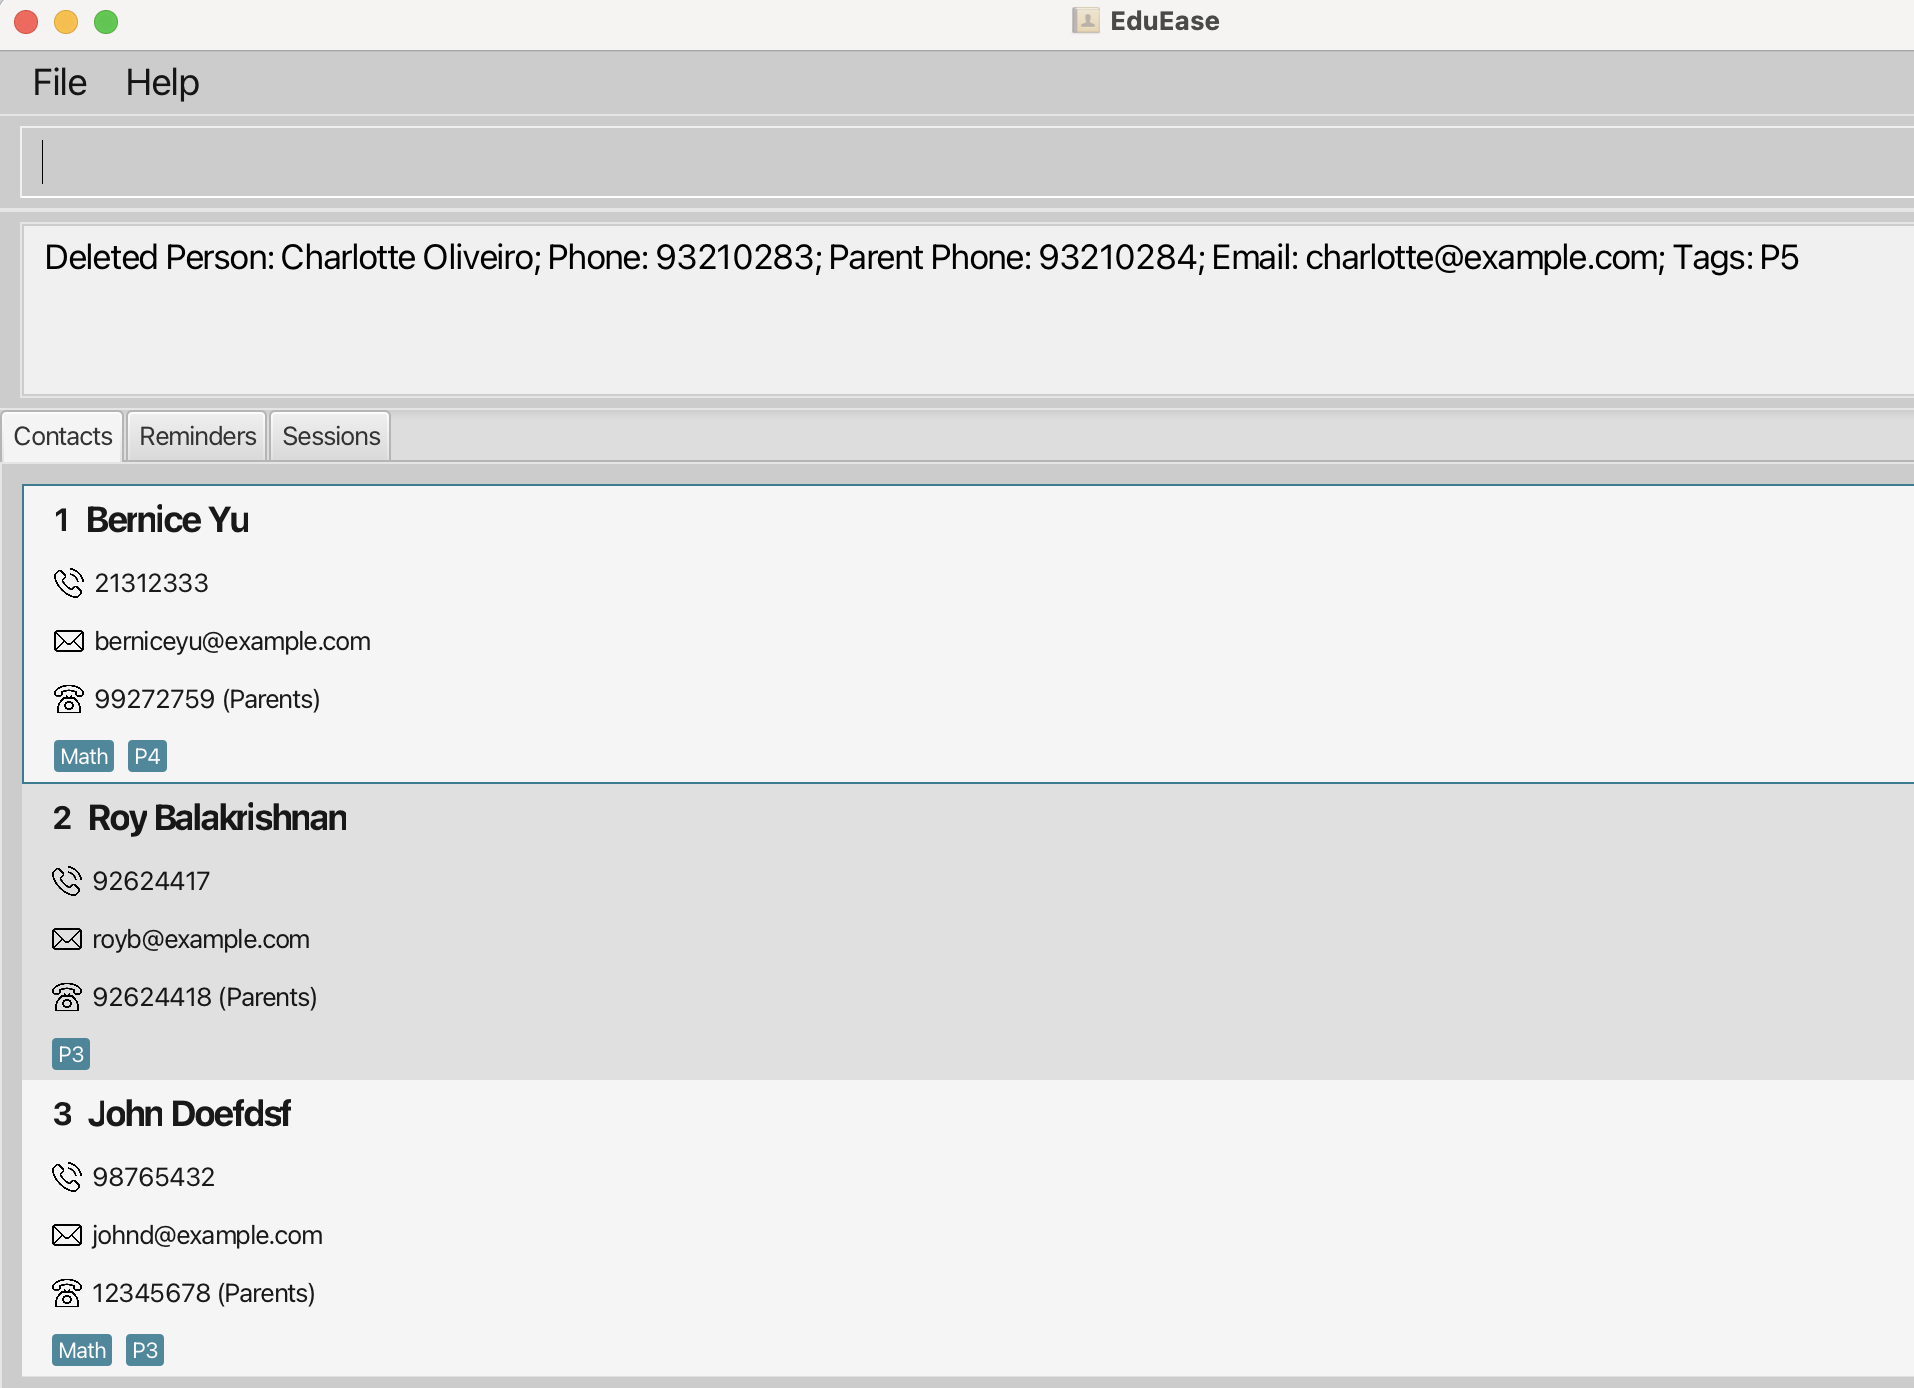 EduEase
File Help
Deleted Person: Charlotte Oliveiro; Phone: 93210283; Parent Phone: 93210284; Email: charlotte@example.com; Tags: P5
Contacts Reminders Sessions
1 Bernice Yu
21312333
berniceyu@example.com
99272759 (Parents)
Math P4
2 Roy Balakrishnan
92624417
royb@example.com
92624418 (Parents)
P3
3 John Doefdsf
98765432
johnd@example.com
12345678 (Parents)
Math P3